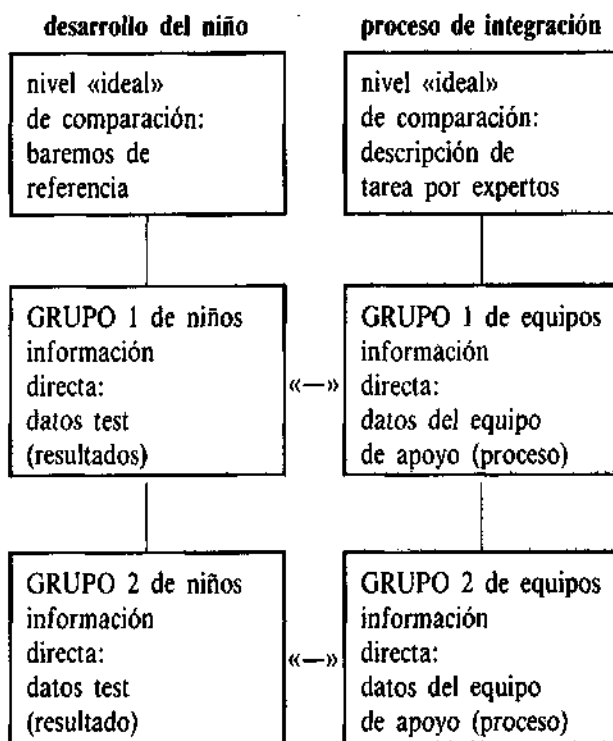 desarrollo del niño
nivel «ideal»
de comparación:
baremos de
referencia
GRUPO 1 de niños
información
directa:
datos test
(resultados)
GRUPO 2 de niños
información
directa:
datos test
(resultado)
«—»
«—»
proceso de integración
nivel «ideal»
de comparación:
descripción de
tarea por expertos
GRUPO 1 de equipos
información
directa:
datos del equipo
de apoyo (proceso)
GRUPO 2 de equipos
información
directa:
datos del equipo
de apoyo (proceso)